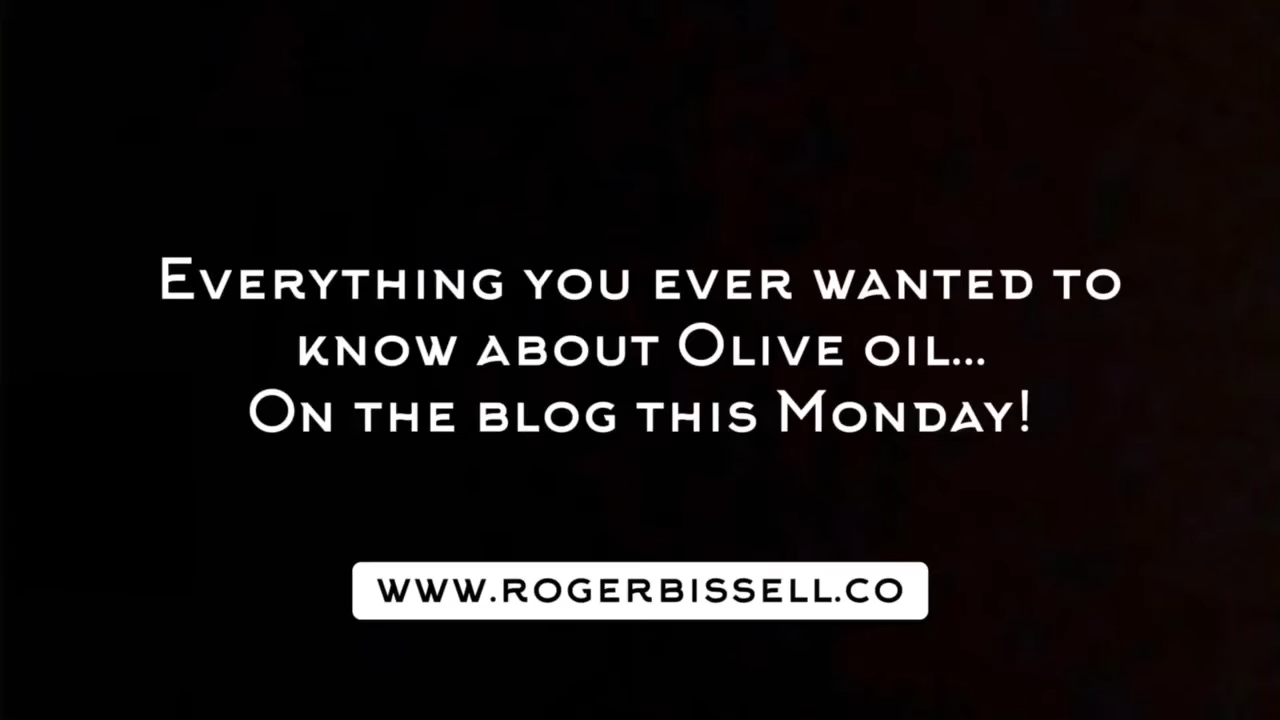 Everything you ever wanted to
know about Olive oil...
On the blog this Monday!
www.rogerbissell.co